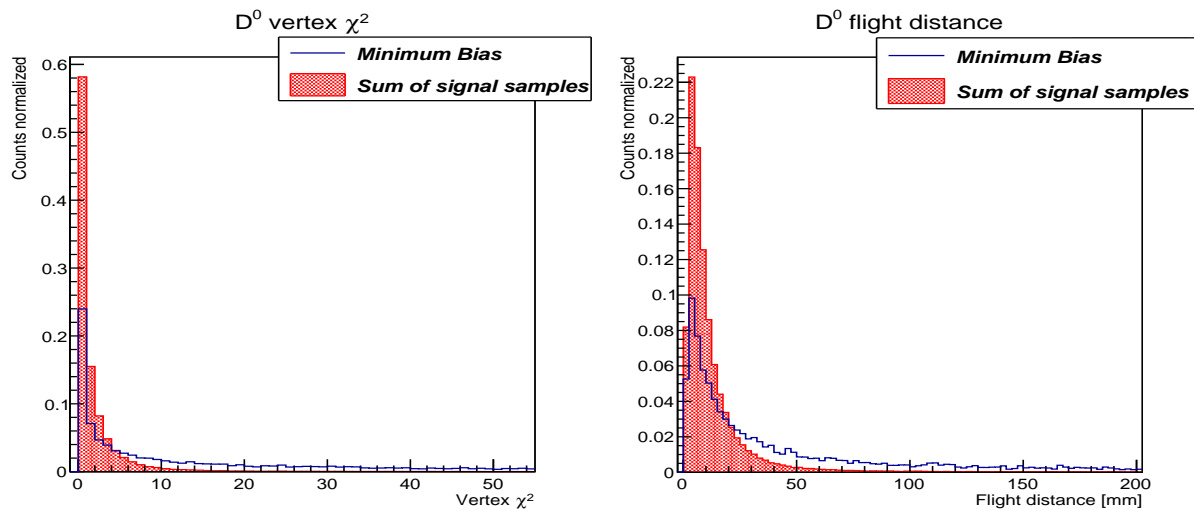 D⁰ vertex χ²
Minimum Bias
Sum of signal samples
Counts normalized
0.6
0.5
0.4
0.3
0.2
0.1
0
0 10 20 30 40 50
Vertex χ²
D⁰ flight distance
Minimum Bias
Sum of signal samples
Counts normalized
0.22
0.2
0.18
0.16
0.14
0.12
0.1
0.08
0.06
0.04
0.02
0
0 50 100 150 200
Flight distance [mm]